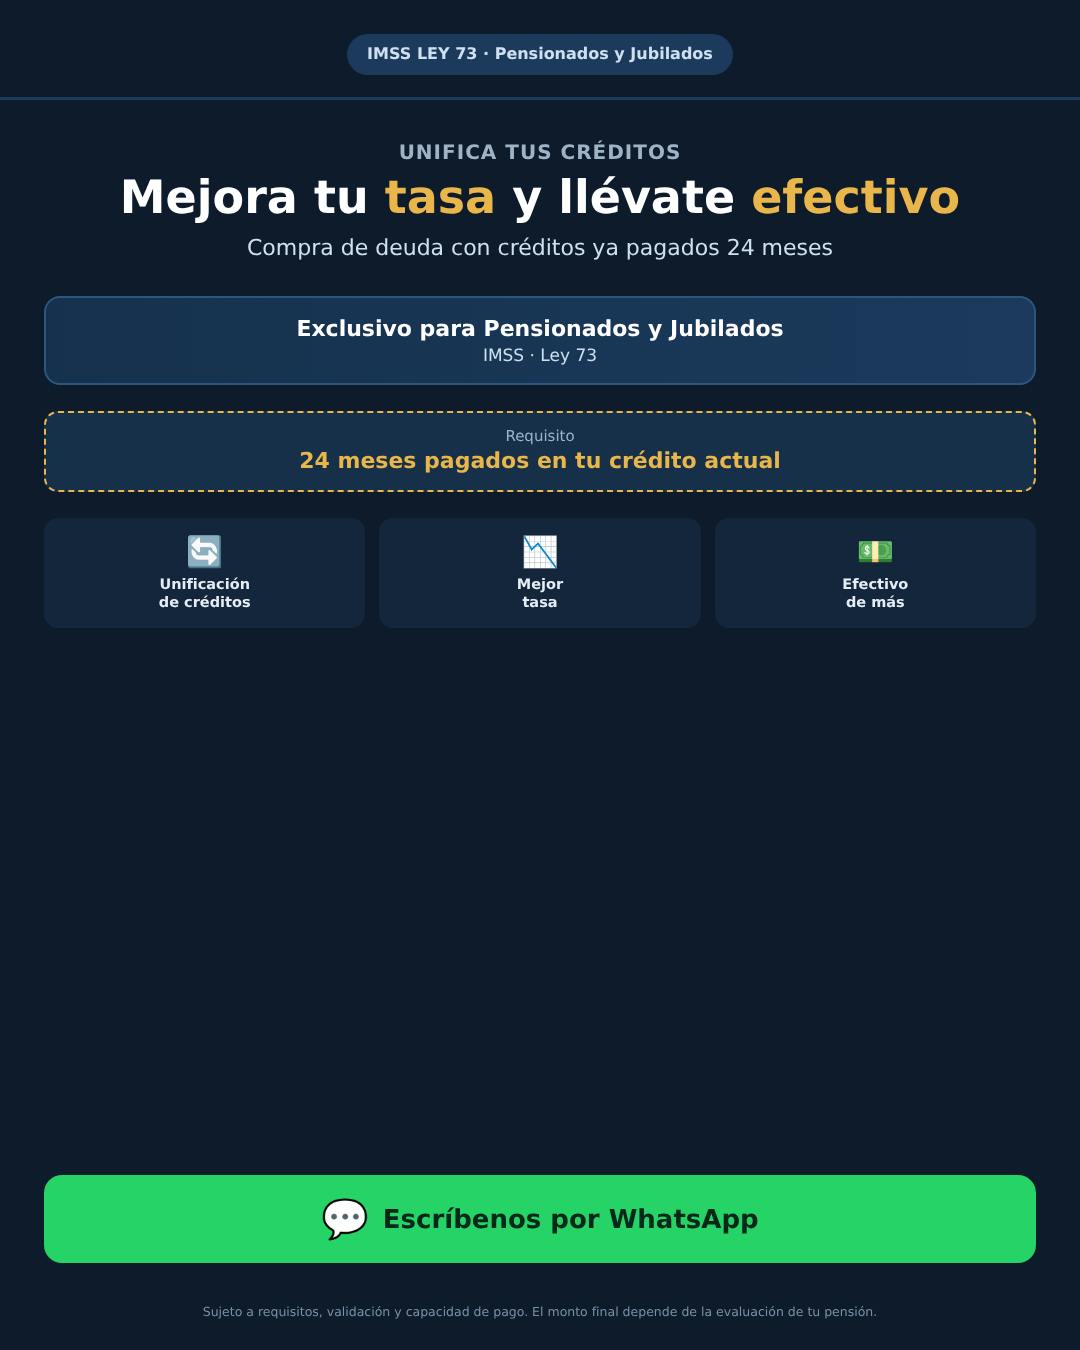 IMSS LEY 73 · Pensionados y Jubilados
UNIFICA TUS CRÉDITOS
Mejora tu tasa y llévate efectivo
Compra de deuda con créditos ya pagados 24 meses
Exclusivo para Pensionados y Jubilados
IMSS · Ley 73
Requisito
24 meses pagados en tu crédito actual
Unificación
de créditos
Mejor
tasa
Efectivo
de más
Escríbenos por WhatsApp
Sujeto a requisitos, validación y capacidad de pago. El monto final depende de la evaluación de tu pensión.